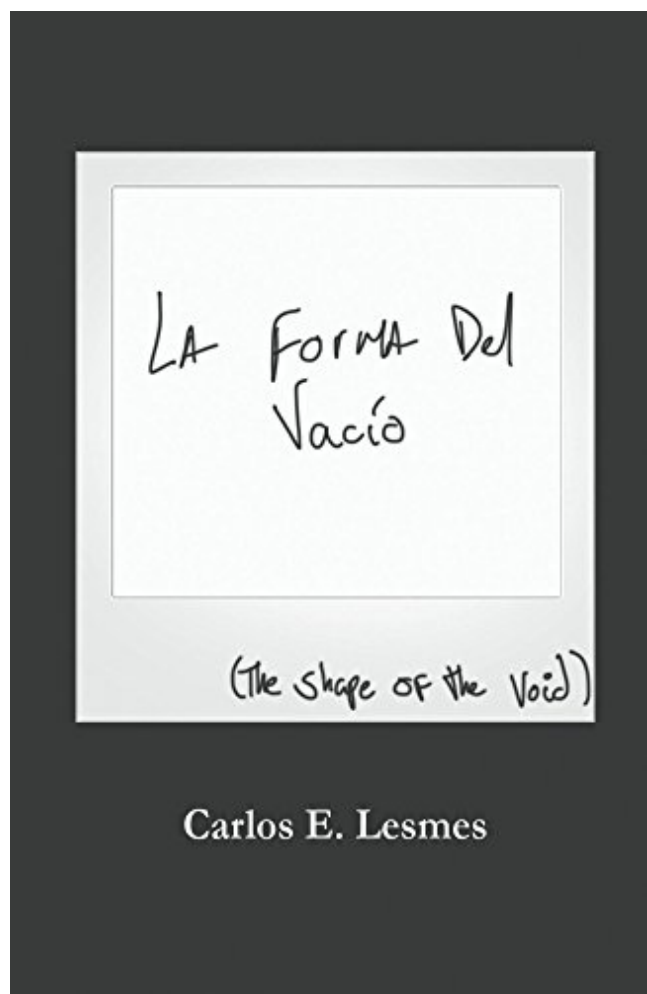 LA Forma Del
Vacío
(The Shape of the Void)
Carlos E. Lesmes